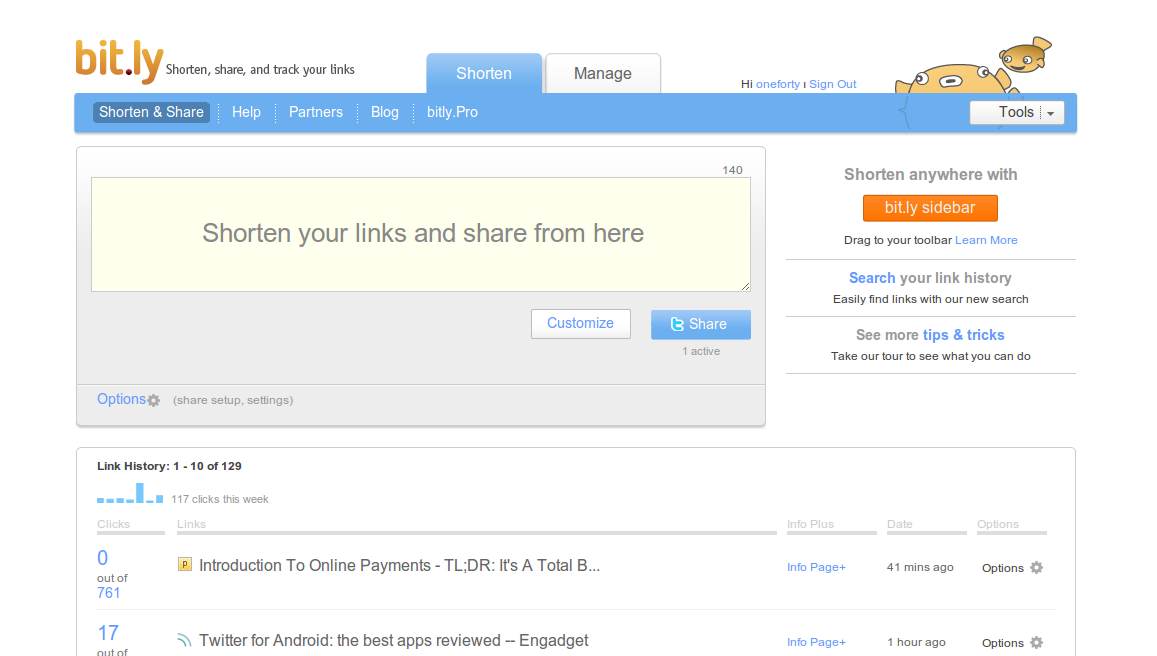 bit.ly Shorten, share, and track your links
Shorten
Manage
Hi oneforty ı Sign Out
Shorten & Share
Help
Partners
Blog
bitly.Pro
Tools
140
Shorten your links and share from here
Customize
Share
1 active
Options (share setup, settings)
Shorten anywhere with
bit.ly sidebar
Drag to your toolbar Learn More
Search your link history
Easily find links with our new search
See more tips & tricks
Take our tour to see what you can do
Link History: 1 - 10 of 129
117 clicks this week
Clicks
Links
Info Plus
Date
Options
0
out of
761
p
Introduction To Online Payments - TL;DR: It's A Total B...
Info Page+
41 mins ago
Options
17
out of
Twitter for Android: the best apps reviewed -- Engadget
Info Page+
1 hour ago
Options